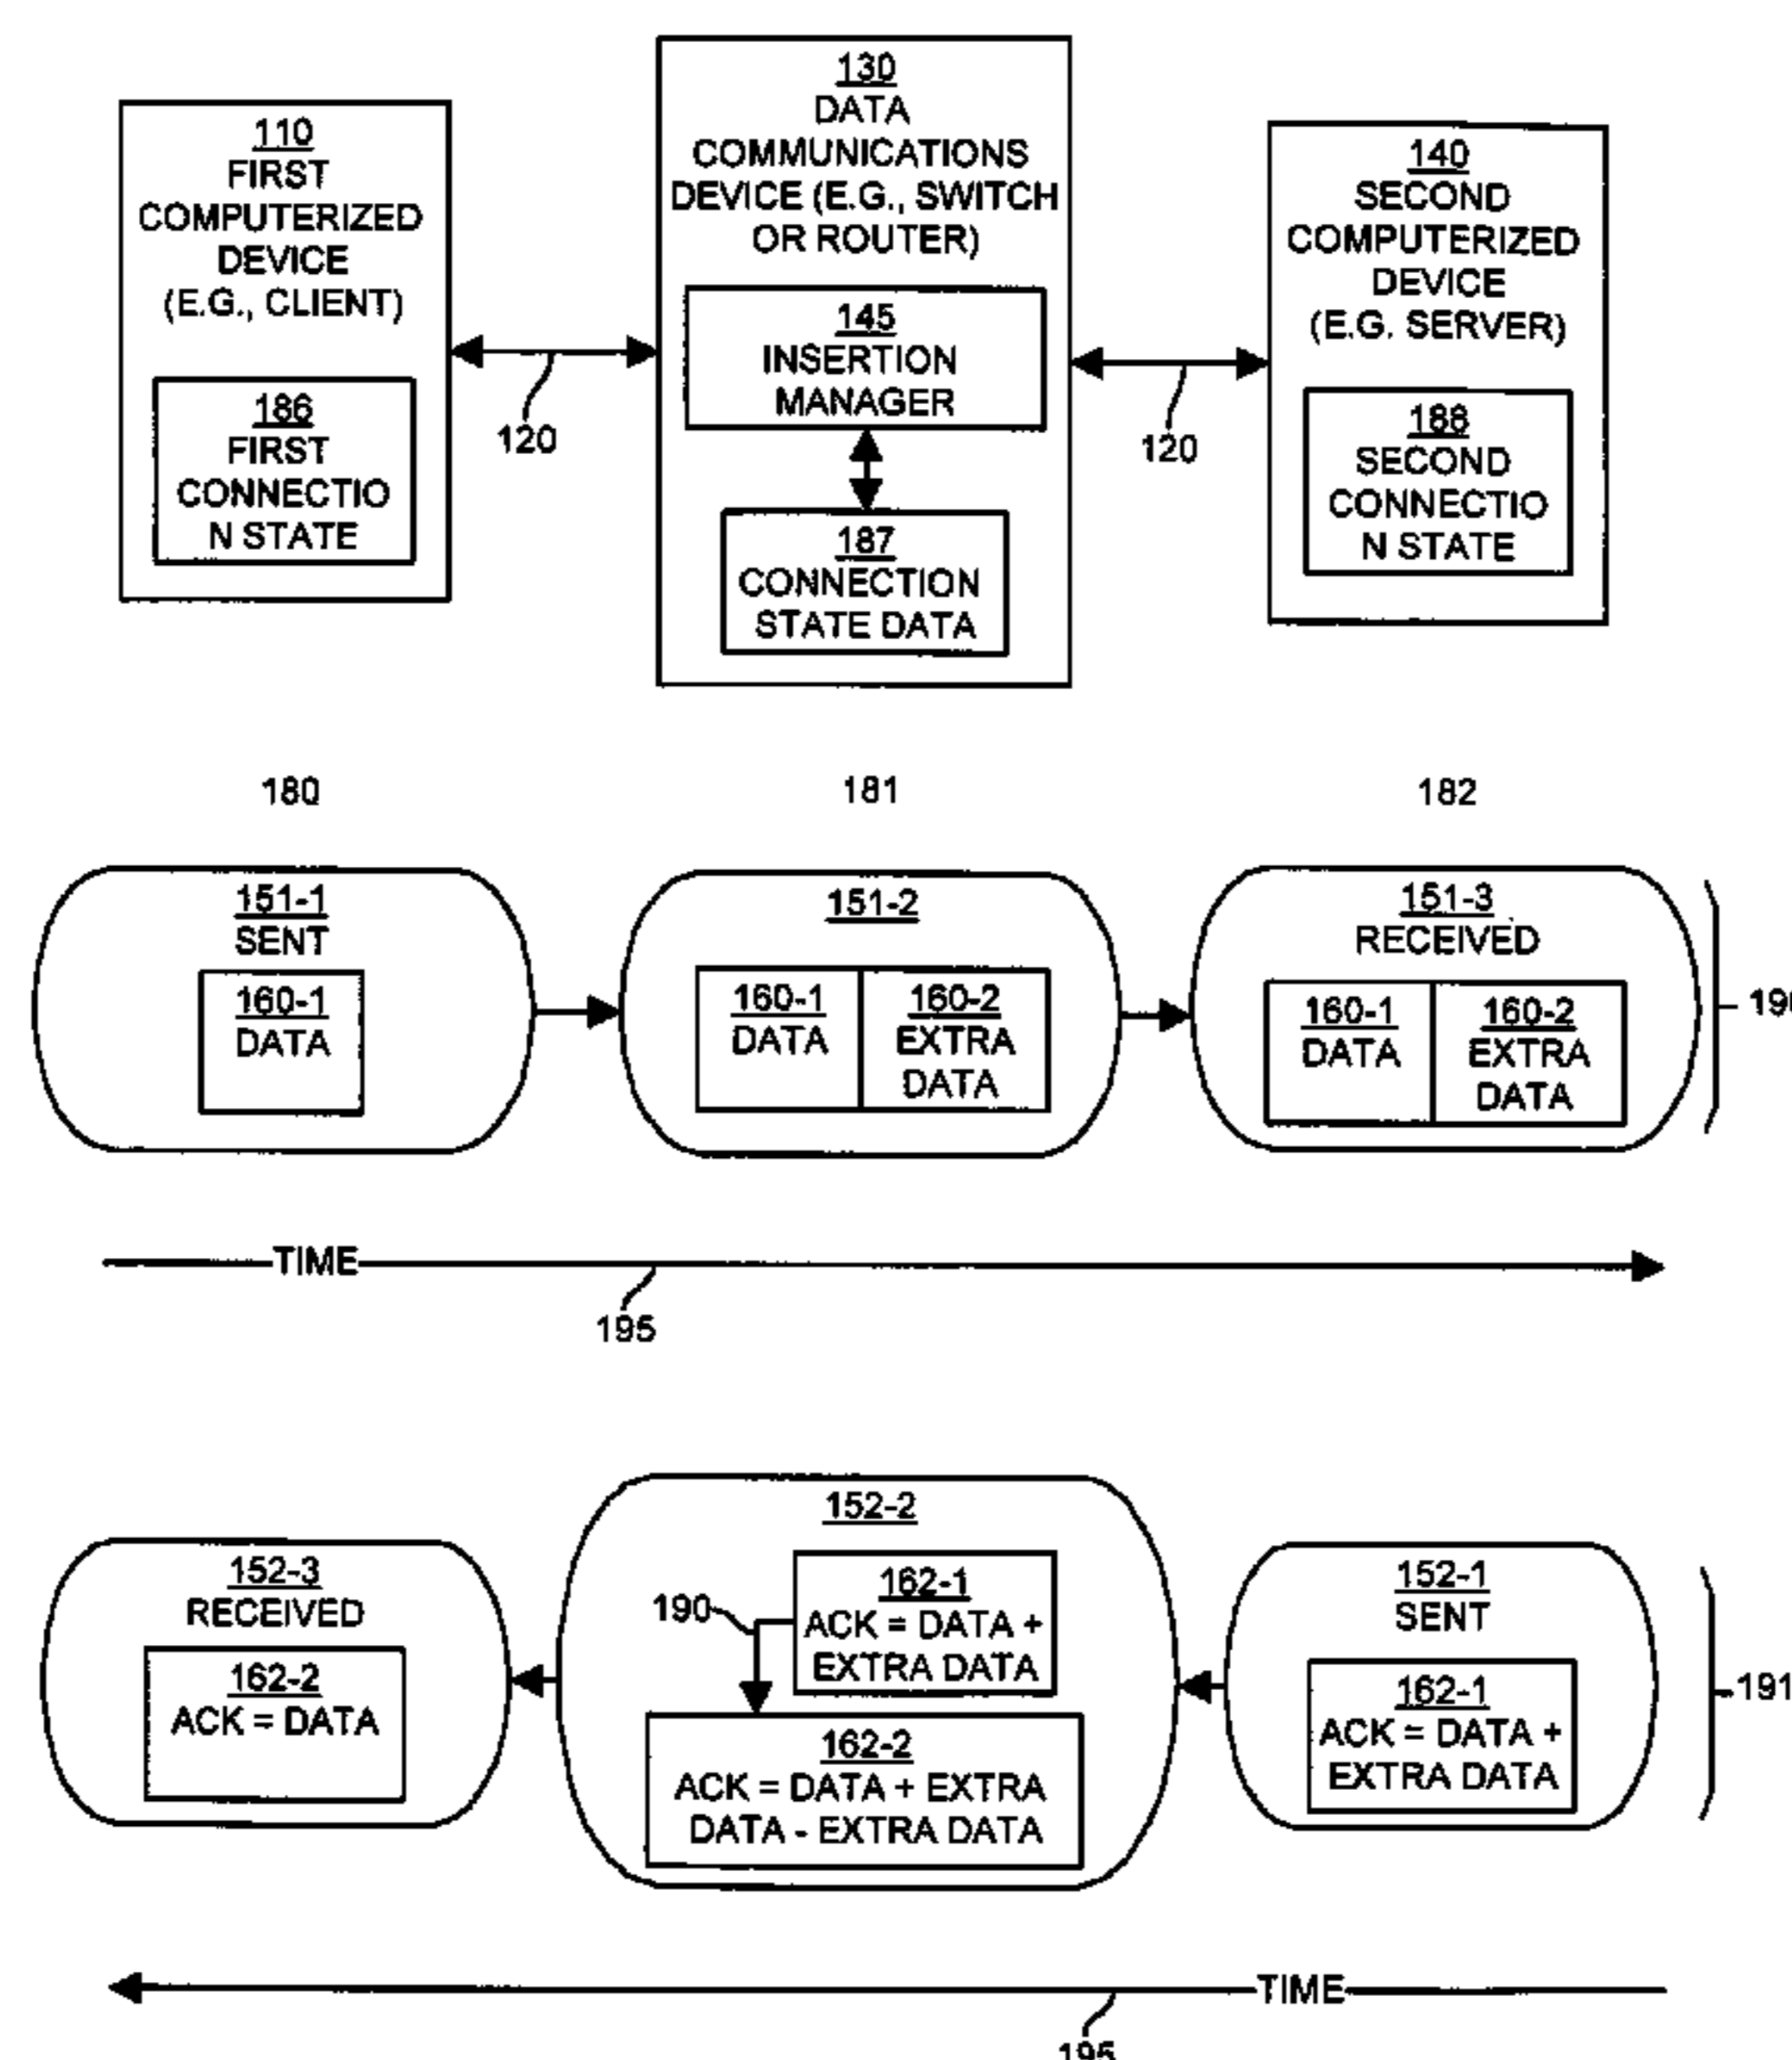 110
FIRST
COMPUTERIZED
DEVICE
(E.G., CLIENT)
186
FIRST
CONNECTIO
N STATE
120
130
DATA
COMMUNICATIONS
DEVICE (E.G., SWITCH
OR ROUTER)
145
INSERTION
MANAGER
187
CONNECTION
STATE DATA
120
140
SECOND
COMPUTERIZED
DEVICE
(E.G. SERVER)
188
SECOND
CONNECTIO
N STATE
180
181
182
151-1
SENT
160-1
DATA
151-2
160-1
DATA
160-2
EXTRA
DATA
151-3
RECEIVED
160-1
DATA
160-2
EXTRA
DATA
TIME
195
152-3
RECEIVED
162-2
ACK = DATA
152-2
190
162-1
ACK = DATA +
EXTRA DATA
162-2
ACK = DATA + EXTRA
DATA - EXTRA DATA
152-1
SENT
162-1
ACK = DATA +
EXTRA DATA
191
TIME
195